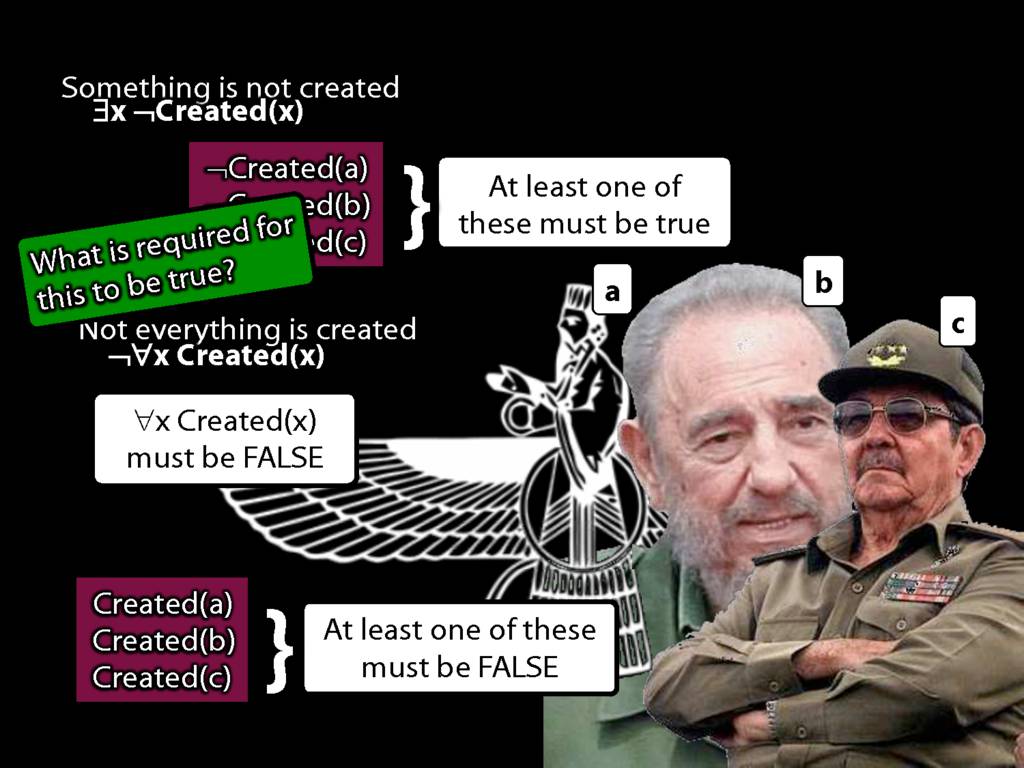 Something is not created
∃x ¬Created(x)
¬Created(a)
What is required for
this to be true?
At least one of
these must be true
a
b
c
Not everything is created
¬∀x Created(x)
∀x Created(x)
must be FALSE
Created(a)
Created(b)
Created(c)
At least one of these
must be FALSE